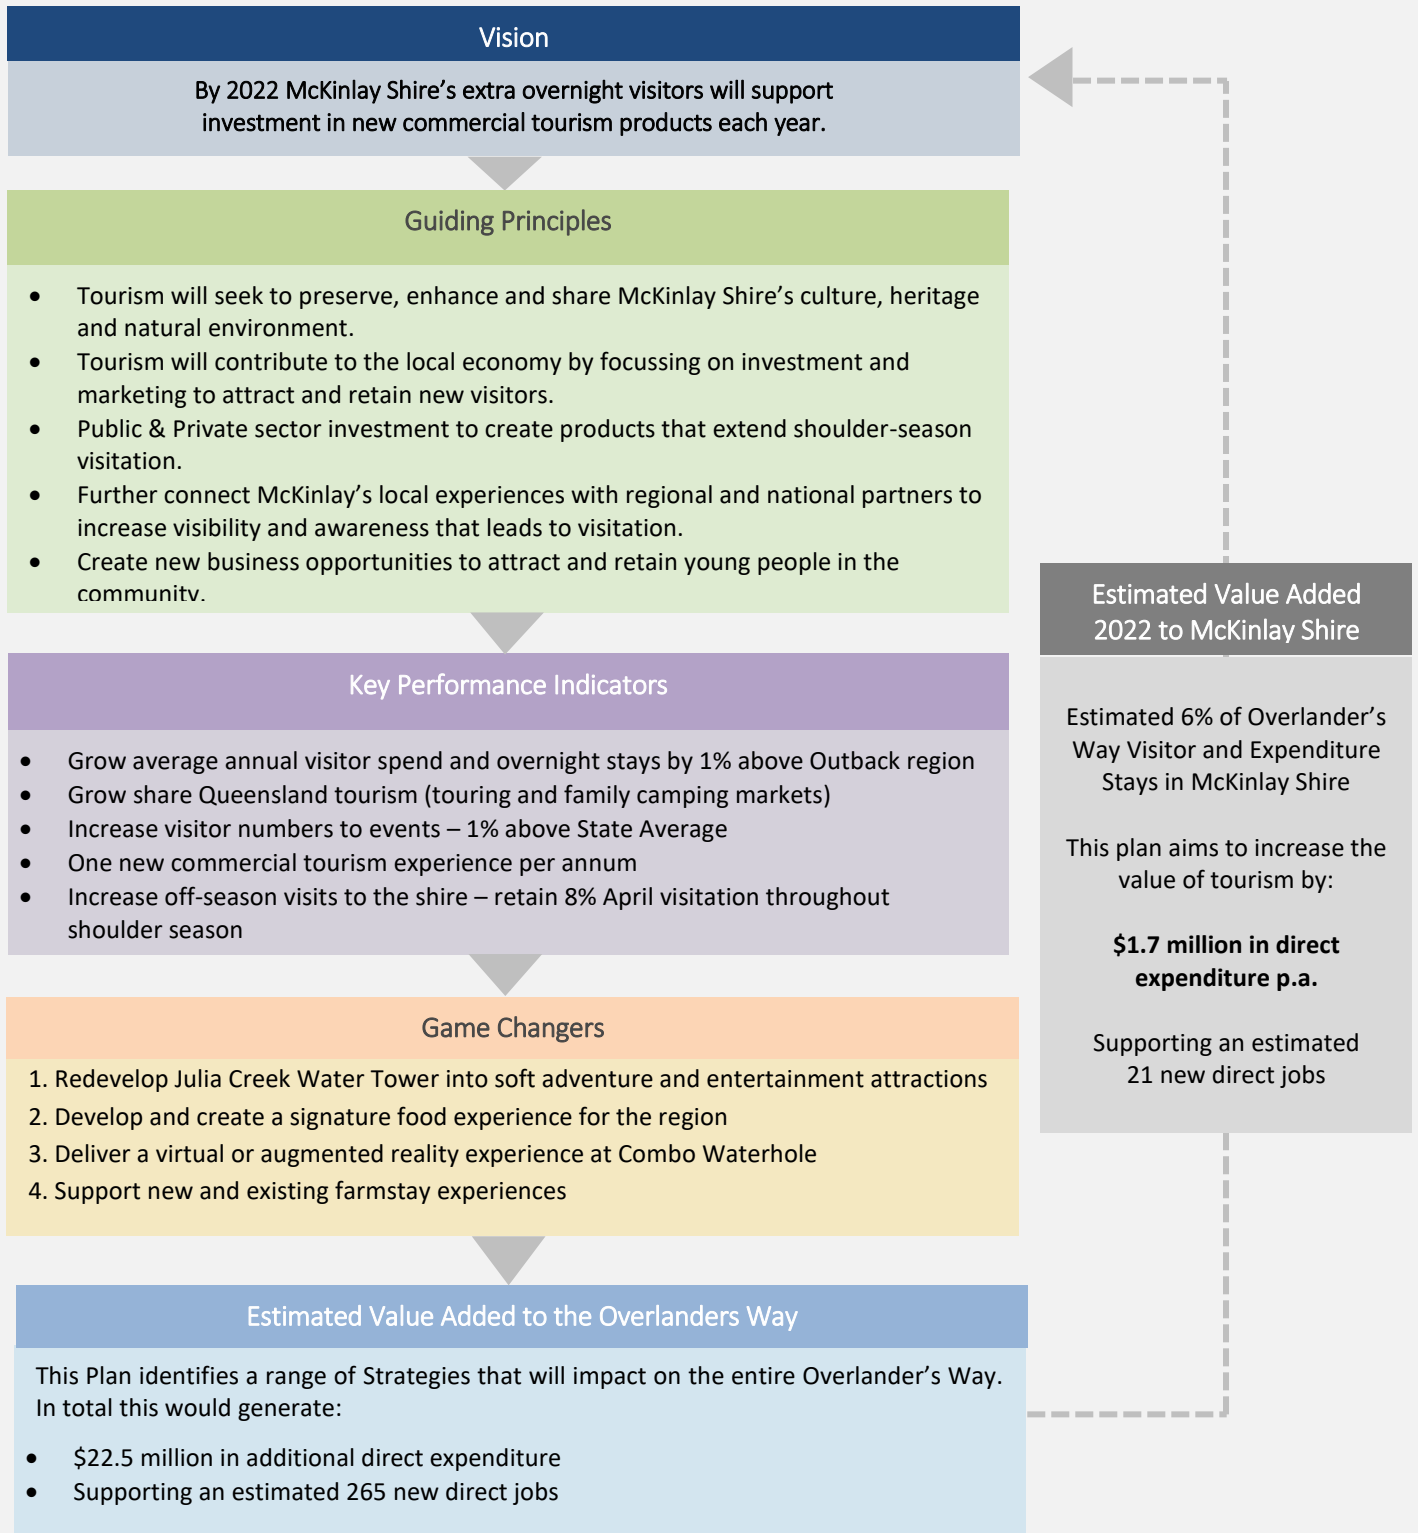 Vision
By 2022 McKinlay Shire's extra overnight visitors will support
investment in new commercial tourism products each year.
Guiding Principles
• Tourism will seek to preserve, enhance and share McKinlay Shire's culture, heritage
and natural environment.
• Tourism will contribute to the local economy by focussing on investment and
marketing to attract and retain new visitors.
• Public & Private sector investment to create products that extend shoulder-season
visitation.
• Further connect McKinlay's local experiences with regional and national partners to
increase visibility and awareness that leads to visitation.
• Create new business opportunities to attract and retain young people in the
community.
Key Performance Indicators
• Grow average annual visitor spend and overnight stays by 1% above Outback region
• Grow share Queensland tourism (touring and family camping markets)
• Increase visitor numbers to events – 1% above State Average
• One new commercial tourism experience per annum
• Increase off-season visits to the shire – retain 8% April visitation throughout
shoulder season
Game Changers
1. Redevelop Julia Creek Water Tower into soft adventure and entertainment attractions
2. Develop and create a signature food experience for the region
3. Deliver a virtual or augmented reality experience at Combo Waterhole
4. Support new and existing farmstay experiences
Estimated Value Added to the Overlanders Way
This Plan identifies a range of Strategies that will impact on the entire Overlander's Way.
In total this would generate:
• $22.5 million in additional direct expenditure
• Supporting an estimated 265 new direct jobs
Estimated Value Added
2022 to McKinlay Shire
Estimated 6% of Overlander's
Way Visitor and Expenditure
Stays in McKinlay Shire
This plan aims to increase the
value of tourism by:
$1.7 million in direct
expenditure p.a.
Supporting an estimated
21 new direct jobs